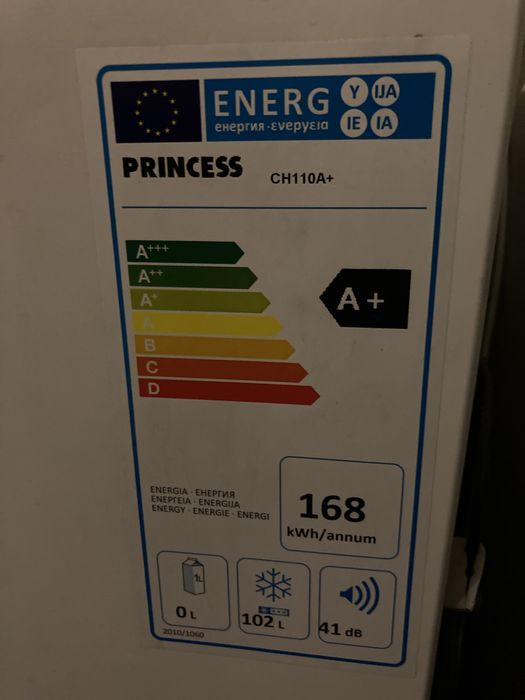 ENERG Y IJA
енергия · ενεργεια IE IA
PRINCESS CH110A+
A+++
A++
A+
A
B
C
D
A+
ENERGIA · ЕНЕРГИЯ
ΕΝΕΡΓΕΙΑ · ENERGIJA
ENERGY · ENERGIE · ENERGI
168
kWh/annum
1L
0 L
102 L
41 dB
2010/1060